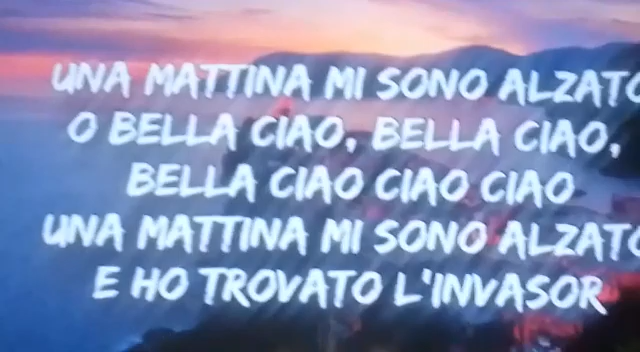 UNA MATTINA MI SONO ALZATO
O BELLA CIAO, BELLA CIAO,
BELLA CIAO CIAO CIAO
UNA MATTINA MI SONO ALZATO
E HO TROVATO L'INVASOR